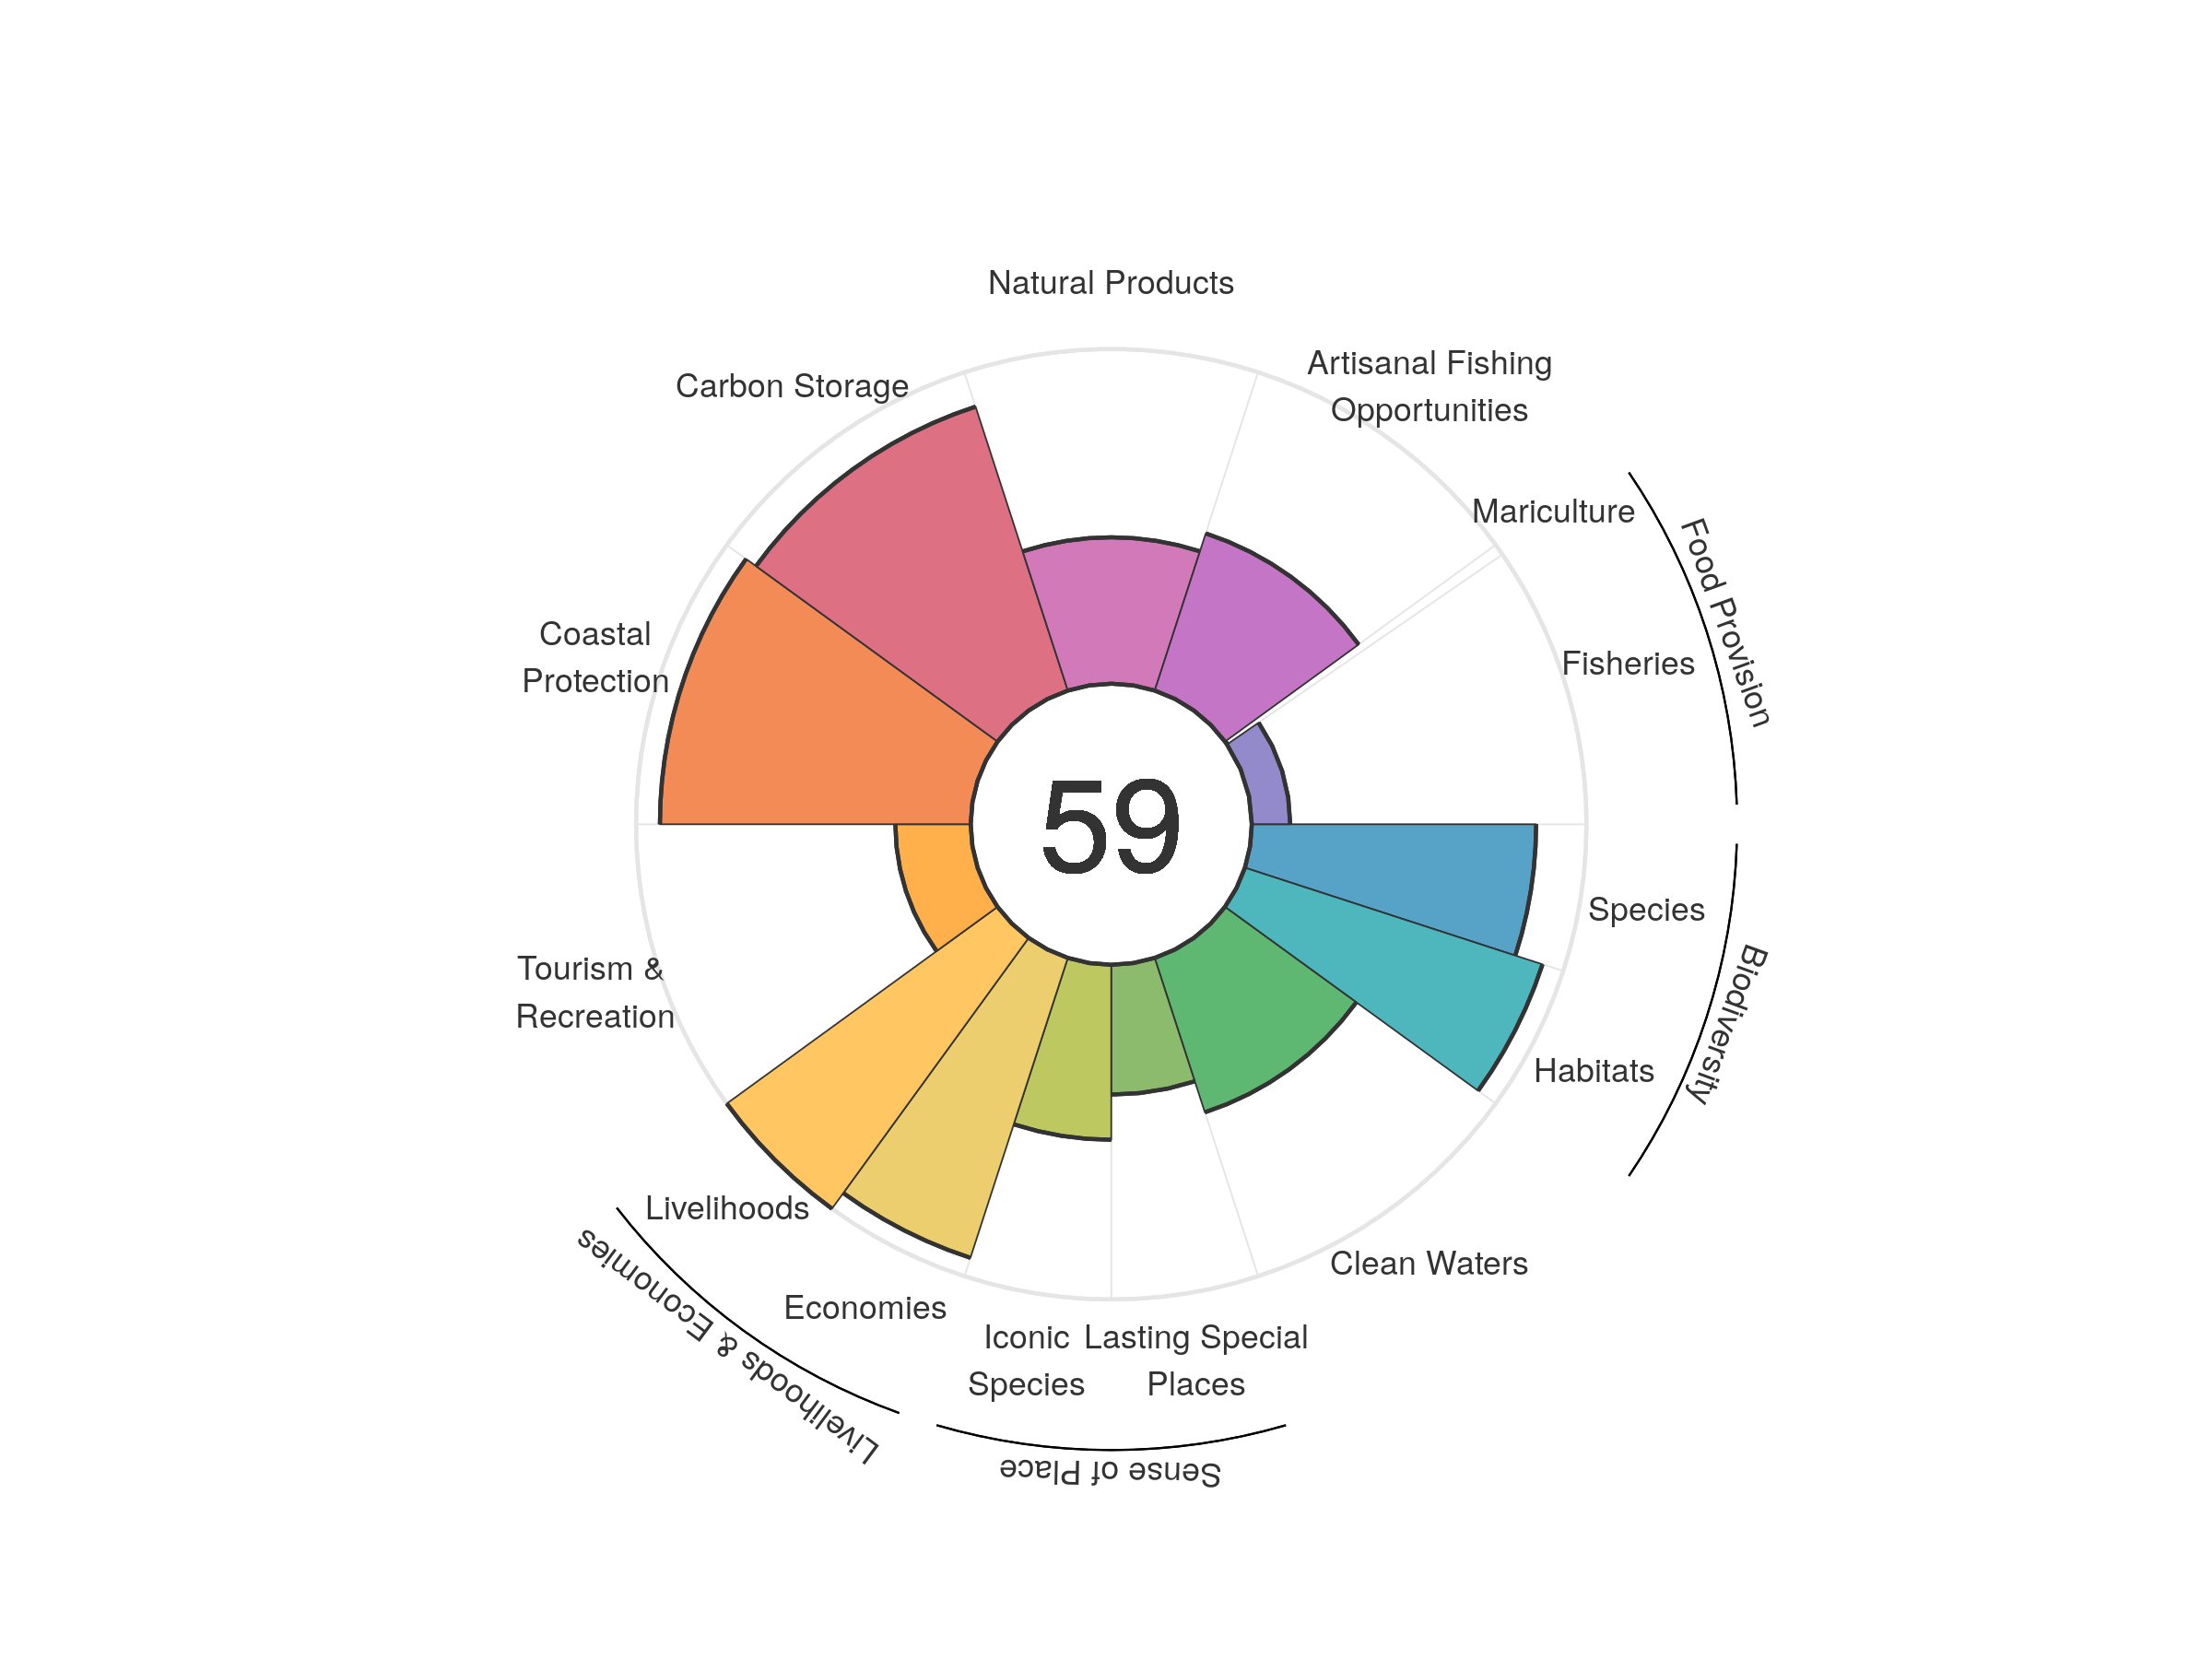 Natural Products
Artisanal Fishing
Opportunities
Carbon Storage
Mariculture
Food Provision
Coastal
Protection
Fisheries
59
Species
Biodiversity
Tourism &
Recreation
Habitats
Livelihoods
Clean Waters
Livelihoods & Economies
Economies
Iconic
Species
Lasting Special
Places
Sense of Place